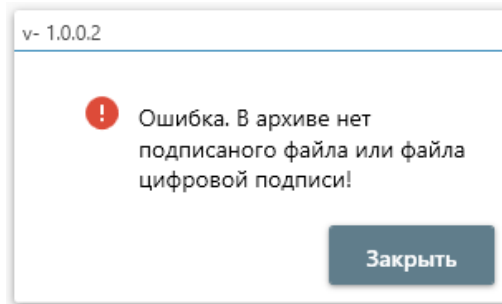 v- 1.0.0.2
Ошибка. В архиве нет
подписаного файла или файла
цифровой подписи!
Закрыть